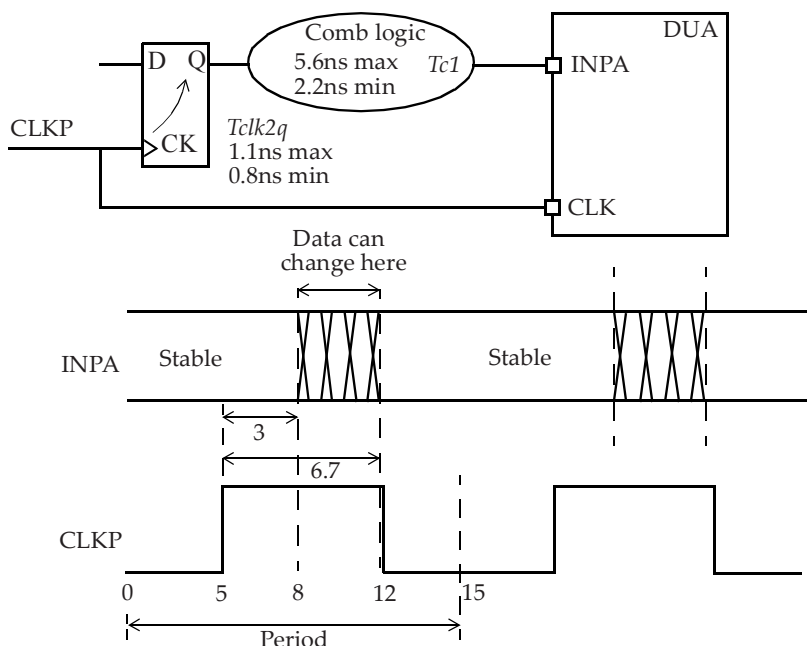 Comb logic
5.6ns max
2.2ns min
Tc1
DUA
D Q
INPA
CLKP
CK
Tclk2q
1.1ns max
0.8ns min
CLK
Data can
change here
INPA
Stable
Stable
3
6.7
CLKP
0 5 8 12 15
Period